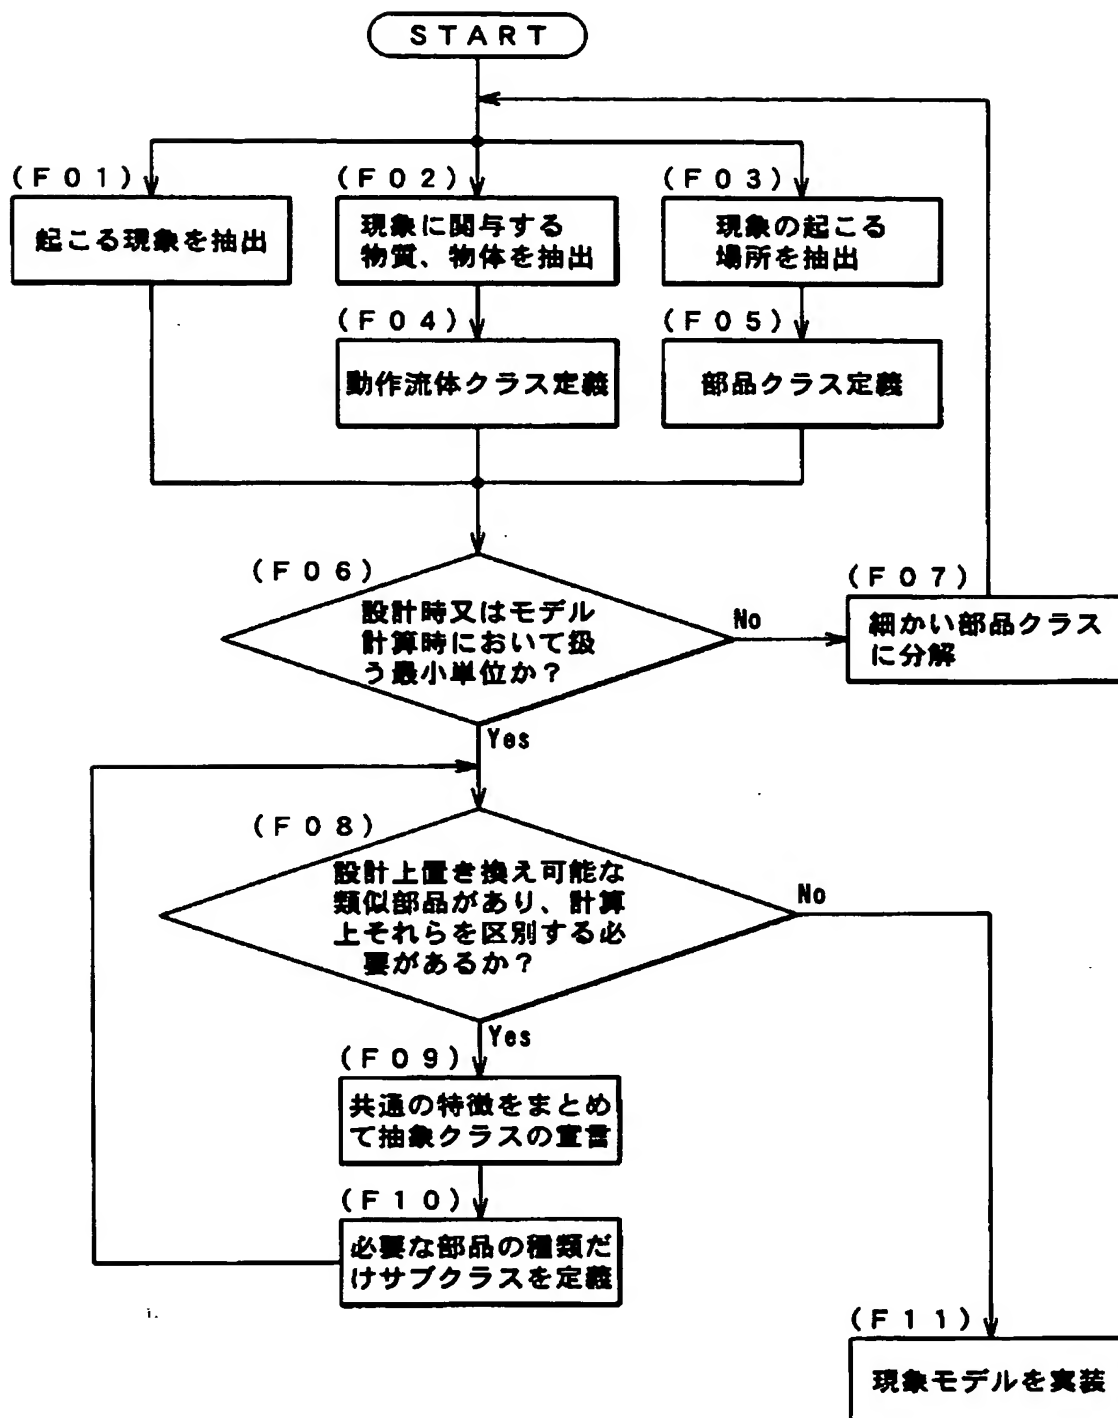 START
(F01)
起こる現象を抽出
(F02)
現象に関与する
物質、物体を抽出
(F03)
現象の起こる
場所を抽出
(F04)
動作流体クラス定義
(F05)
部品クラス定義
(F06)
設計時又はモデル
計算時において扱
う最小単位か？
No
(F07)
細かい部品クラス
に分解
Yes
(F08)
設計上置き換え可能な
類似部品があり、計算
上それらを区別する必
要があるか？
No
Yes
(F09)
共通の特徴をまとめ
て抽象クラスの宣言
(F10)
必要な部品の種類だ
けサブクラスを定義
(F11)
現象モデルを実装